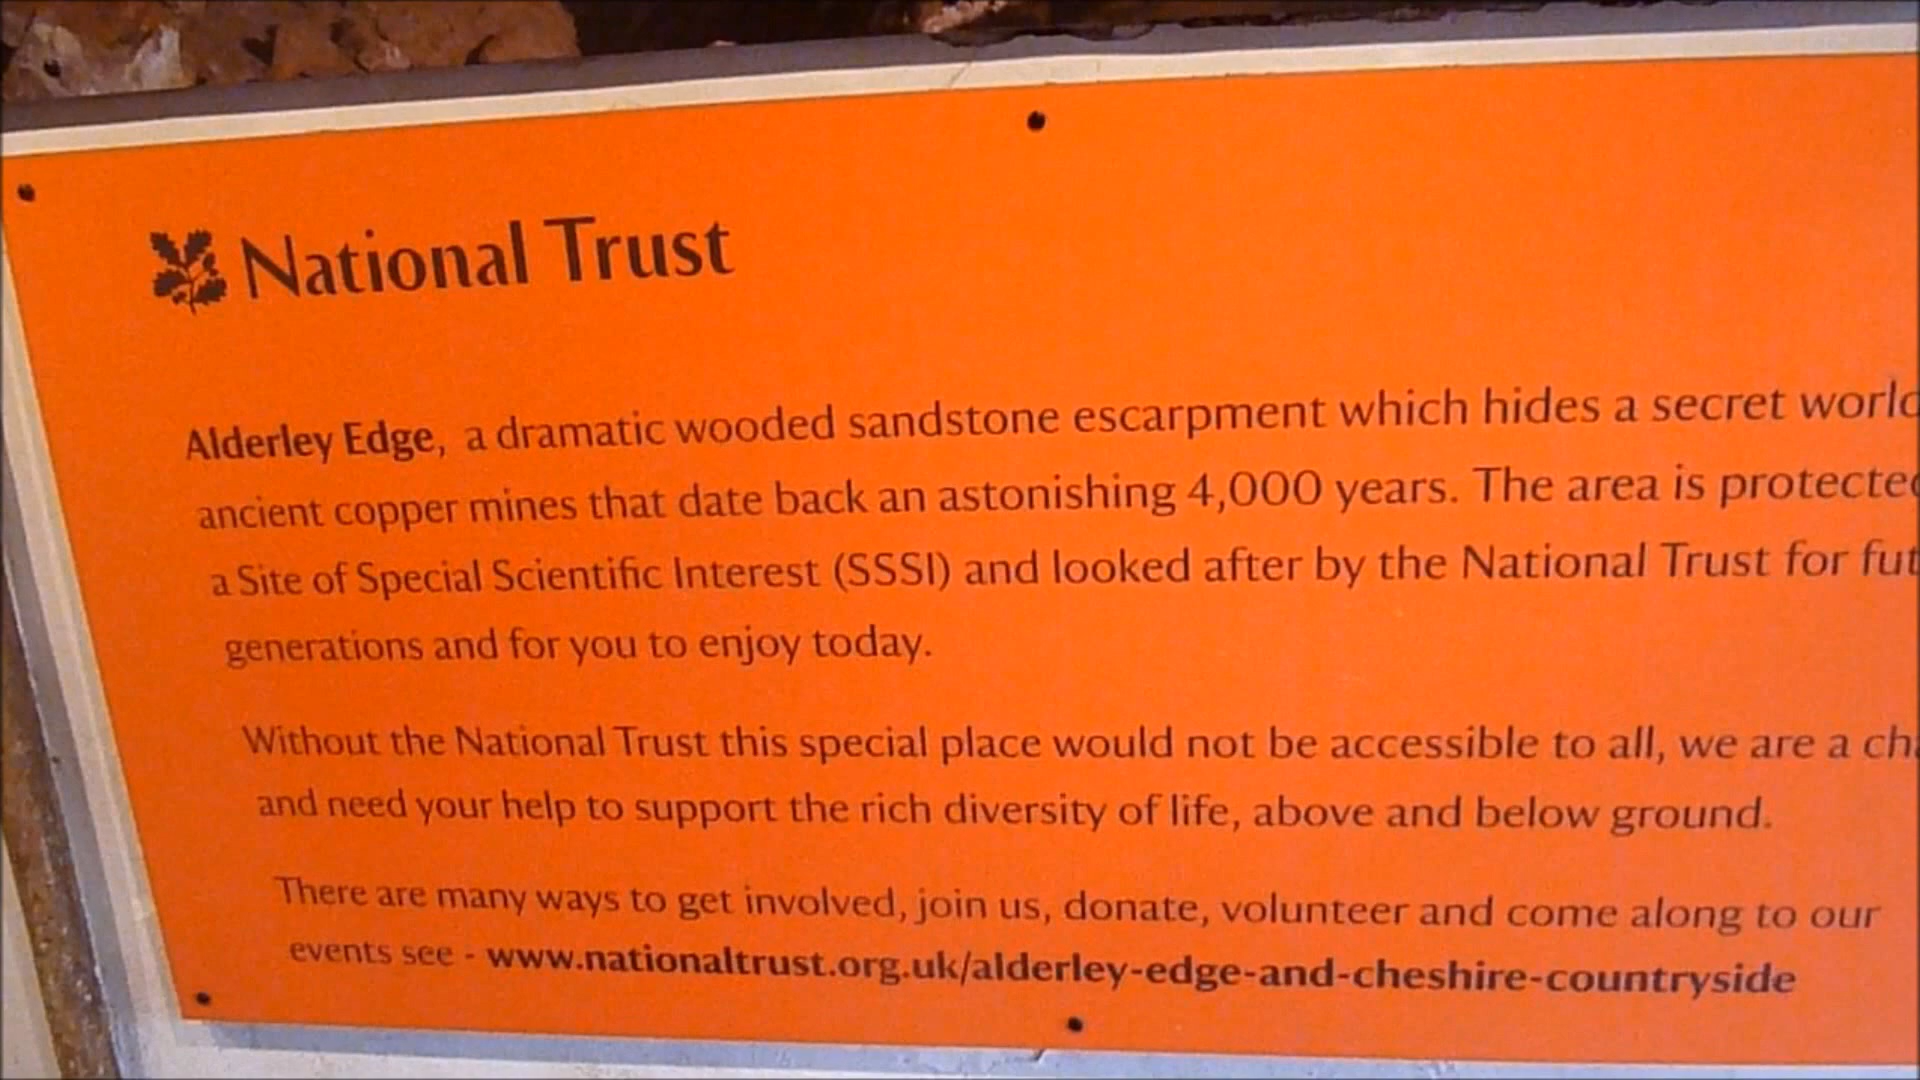 National Trust
Alderley Edge, a dramatic wooded sandstone escarpment which hides a secret world
ancient copper mines that date back an astonishing 4,000 years. The area is protected
a Site of Special Scientific Interest (SSSI) and looked after by the National Trust for fut
generations and for you to enjoy today.
Without the National Trust this special place would not be accessible to all, we are a cha
and need your help to support the rich diversity of life, above and below ground.
There are many ways to get involved, join us, donate, volunteer and come along to our
events see - www.nationaltrust.org.uk/alderley-edge-and-cheshire-countryside